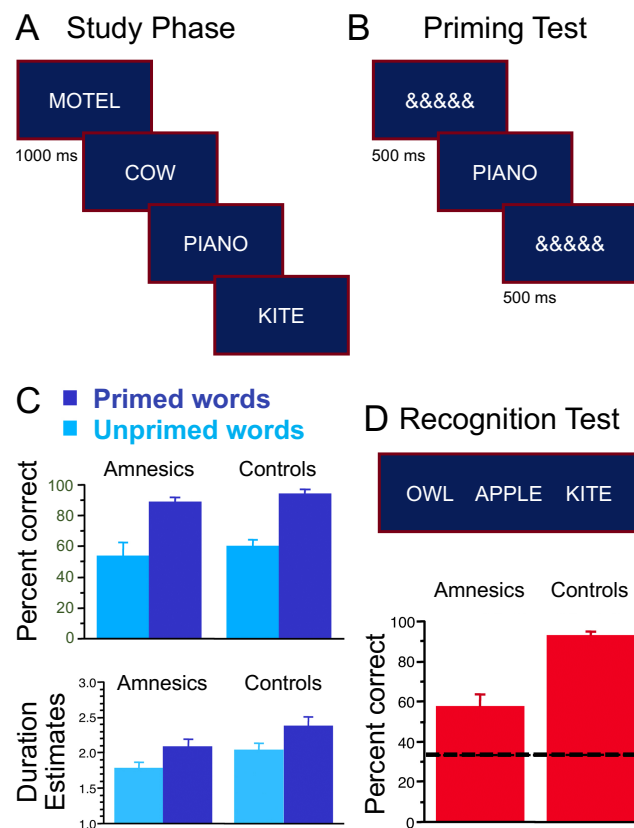 A Study Phase
MOTEL
1000 ms
COW
PIANO
KITE
B Priming Test
&&&&&
500 ms
PIANO
&&&&&
500 ms
C Primed words
Unprimed words
Amnesics Controls
Percent correct
100
80
60
40
20
0
Amnesics Controls
Duration
Estimates
3.0
2.5
2.0
1.5
1.0
D Recognition Test
OWL APPLE KITE
Amnesics Controls
Percent correct
100
80
60
40
20
0